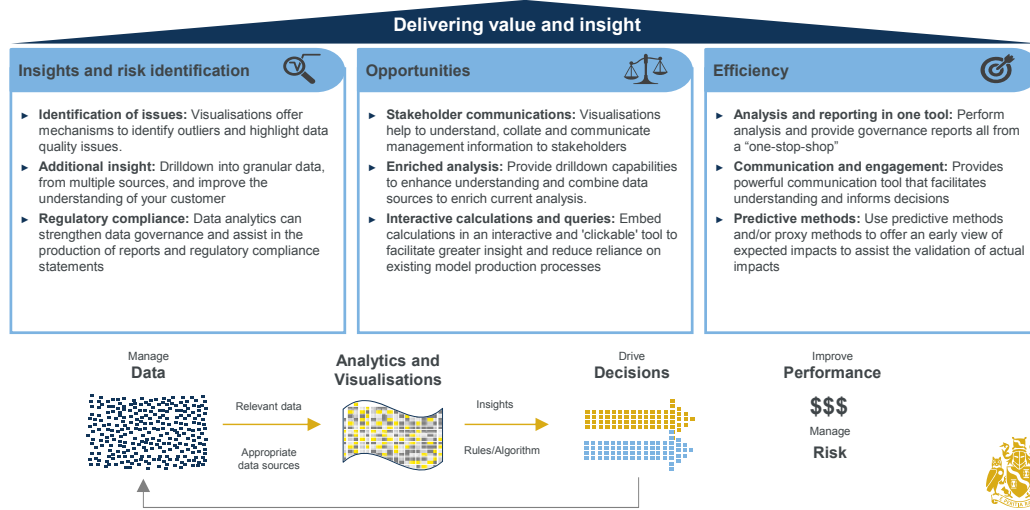 Delivering value and insight
Insights and risk identification
► Identification of issues: Visualisations offer
mechanisms to identify outliers and highlight data
quality issues.
► Additional insight: Drilldown into granular data,
from multiple sources, and improve the
understanding of your customer
► Regulatory compliance: Data analytics can
strengthen data governance and assist in the
production of reports and regulatory compliance
statements
Opportunities
► Stakeholder communications: Visualisations
help to understand, collate and communicate
management information to stakeholders
► Enriched analysis: Provide drilldown capabilities
to enhance understanding and combine data
sources to enrich current analysis.
► Interactive calculations and queries: Embed
calculations in an interactive and 'clickable' tool to
facilitate greater insight and reduce reliance on
existing model production processes
Efficiency
► Analysis and reporting in one tool: Perform
analysis and provide governance reports all from
a “one-stop-shop”
► Communication and engagement: Provides
powerful communication tool that facilitates
understanding and informs decisions
► Predictive methods: Use predictive methods
and/or proxy methods to offer an early view of
expected impacts to assist the validation of actual
impacts
Manage
Data
Relevant data
Appropriate
data sources
Analytics and
Visualisations
Insights
Rules/Algorithm
Drive
Decisions
Improve
Performance
$$$
Manage
Risk